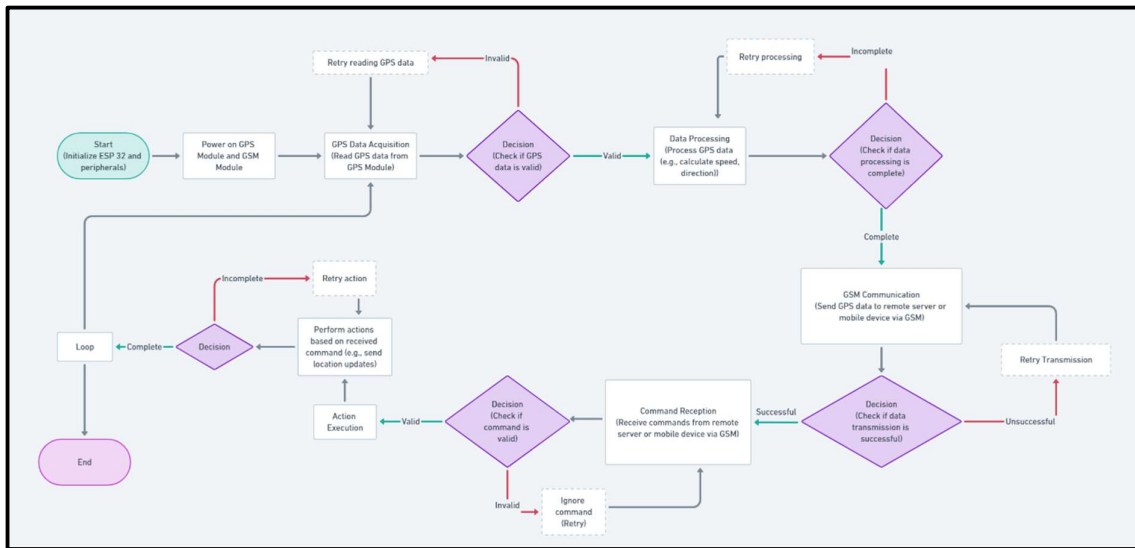 Retry reading GPS data
Invalid
Retry processing
Incomplete
Start
(Initialize ESP 32 and
peripherals)
Power on GPS
Module and GSM
Module
GPS Data Acquisition
(Read GPS data from
GPS Module)
Decision
(Check if GPS
data is valid)
Valid
Data Processing
(Process GPS data
(e.g., calculate speed,
direction))
Decision
(Check if data
processing is
complete)
Complete
GSM Communication
(Send GPS data to remote server or
mobile device via GSM)
Retry Transmission
Unsuccessful
Decision
(Check if data
transmission is
successful)
Successful
Command Reception
(Receive commands from remote
server or mobile device via GSM)
Decision
(Check if
command is
valid)
Invalid
Ignore
command
(Retry)
Valid
Action
Execution
Perform actions
based on received
command (e.g., send
location updates)
Retry action
Incomplete
Decision
Complete
Loop
End